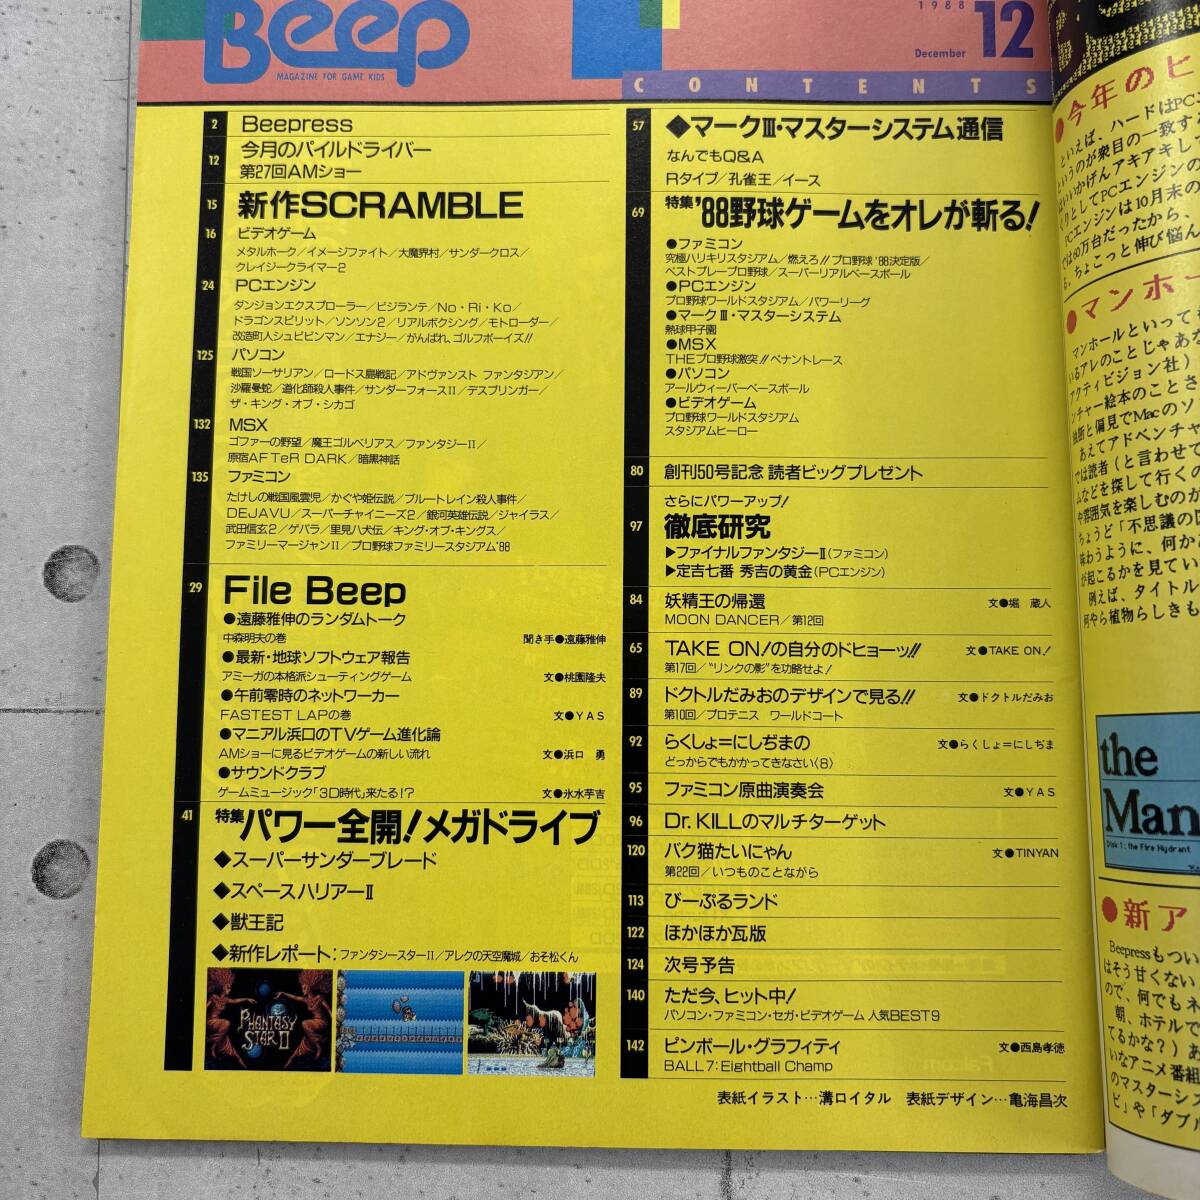 Beep
MAGAZINE FOR GAME KIDS
1988
December 12
CONTENTS
2 Beepress
12 今月のパイルドライバー
第27回AMショー
15 新作SCRAMBLE
16 ビデオゲーム
メタルホーク／イメージファイト／大魔界村／サンダークロス／
クレイジークライマー2
24 PCエンジン
ダンジョンエクスプローラー／ビジランテ／No・Ri・Ko／
ドラゴンスピリット／ソンソン2／リアルボクシング／モトローダー／
改造町人シュビビンマン／エナジー／がんばれ、ゴルフボーイズ!!
125 パソコン
戦国ソーサリアン／ロードス島戦記／アドヴァンスト ファンタジアン／
沙羅曼蛇／道化師殺人事件／サンダーフォースII／デスブリンガー／
ザ・キング・オブ・シカゴ
132 MSX
ゴファーの野望／魔王ゴルベリアス／ファンタジーII／
原宿AFTeR DARK／暗黒神話
135 ファミコン
たけしの戦国風雲児／かぐや姫伝説／ブルートレイン殺人事件／
DEJAVU／スーパーチャイニーズ2／銀河英雄伝説／ジャイラス／
武田信玄2／ゲバラ／里見八犬伝／キング・オブ・キングス／
ファミリーマージャンII／プロ野球ファミリースタジアム'88
29 File Beep
●遠藤雅伸のランダムトーク
中森明夫の巻 聞き手●遠藤雅伸
●最新・地球ソフトウェア報告
アミーガの本格派シューティングゲーム 文●桃園隆夫
●午前零時のネットワーカー
FASTEST LAPの巻 文●YAS
●マニアル浜口のTVゲーム進化論
AMショーに見るビデオゲームの新しい流れ 文●浜口 勇
●サウンドクラブ
ゲームミュージック「3D時代」来たる!? 文●氷水芋吉
41 特集 パワー全開!メガドライブ
◆スーパーサンダーブレード
◆スペースハリアーII
◆獣王記
◆新作レポート：ファンタシースターII／アレクの天空魔城／おそ松くん
PHANTASY STAR II
57 ◆マークIII・マスターシステム通信
なんでもQ&A
Rタイプ／孔雀王／イース
69 特集 '88野球ゲームをオレが斬る!
●ファミコン
究極ハリキリスタジアム／燃えろ!! プロ野球 '88決定版／
ベストプレープロ野球／スーパーリアルベースボール
●PCエンジン
プロ野球ワールドスタジアム／パワーリーグ
●マークIII・マスターシステム
熱球甲子園
●MSX
THEプロ野球激突!! ペナントレース
●パソコン
アールウィーバーベースボール
●ビデオゲーム
プロ野球ワールドスタジアム
スタジアムヒーロー
80 創刊50号記念 読者ビッグプレゼント
さらにパワーアップ!
97 徹底研究
▶ファイナルファンタジーII(ファミコン)
▶定吉七番 秀吉の黄金(PCエンジン)
84 妖精王の帰還 文●堀 蔵人
MOON DANCER／第12回
65 TAKE ON!の自分のドヒョーッ!! 文●TAKE ON!
第17回／“リンクの影”を功略せよ!
89 ドクトルだみおのデザインで見る!! 文●ドクトルだみお
第10回／プロテニス ワールドコート
92 らくしょ=にしぢまの 文●らくしょ=にしぢま
どっからでもかかってきなさい〈8〉
95 ファミコン原曲演奏会 文●YAS
96 Dr.KILLのマルチターゲット
120 バク猫たいにゃん 文●TINYAN
第22回／いつものことながら
113 びーぷるランド
122 ほかほか瓦版
124 次号予告
140 ただ今、ヒット中!
パソコン・ファミコン・セガ・ビデオゲーム 人気BEST9
142 ピンボール・グラフィティ 文●西島孝徳
BALL 7：Eightball Champ
表紙イラスト…溝口イタル 表紙デザイン…亀海昌次
●今年のヒ
●マンホー
the
Man
Disk 1: the Fire Hydrant
●新ア